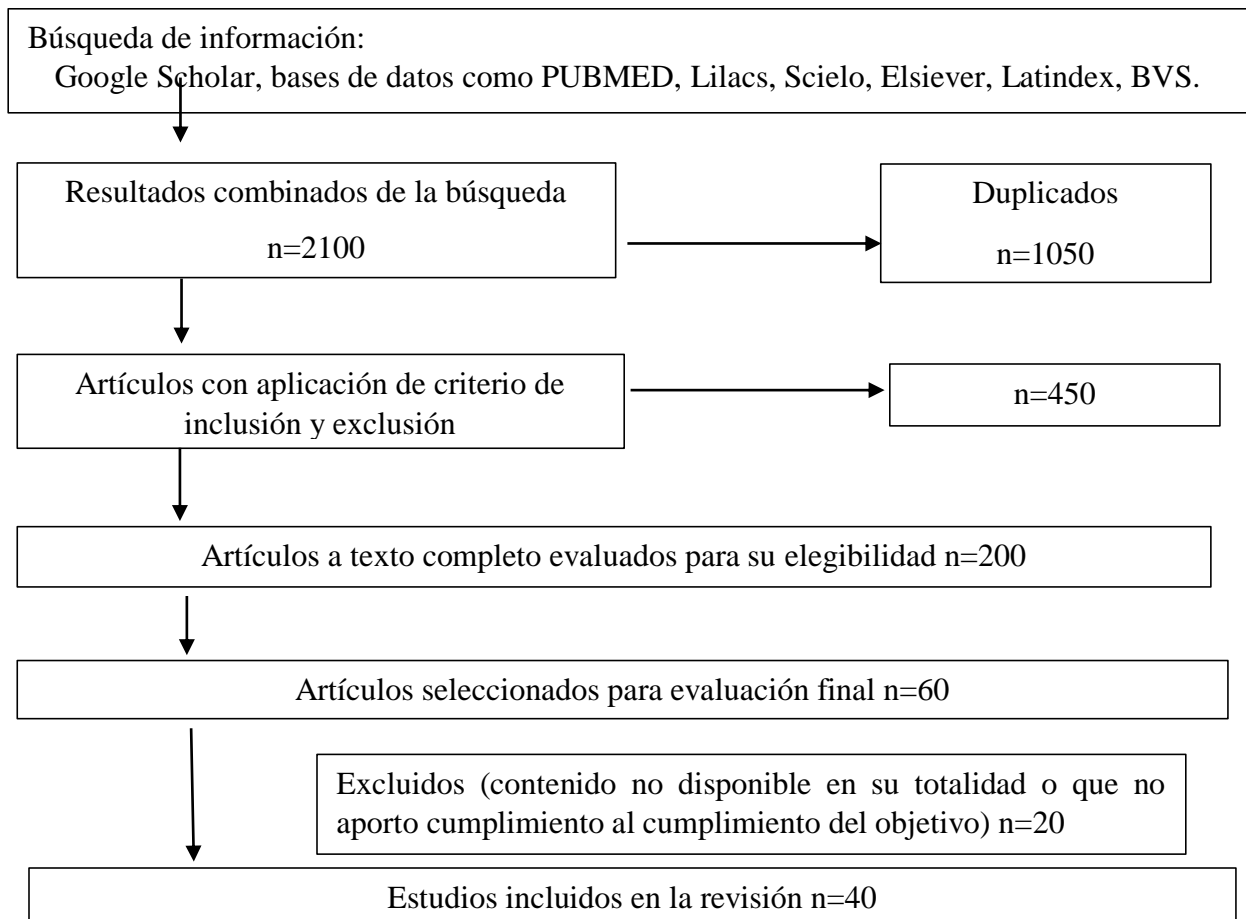 Búsqueda de información:
Google Scholar, bases de datos como PUBMED, Lilacs, Scielo, Elsiever, Latindex, BVS.
Resultados combinados de la búsqueda
n=2100
Duplicados
n=1050
Artículos con aplicación de criterio de
inclusión y exclusión
n=450
Artículos a texto completo evaluados para su elegibilidad n=200
Artículos seleccionados para evaluación final n=60
Excluidos (contenido no disponible en su totalidad o que no
aporto cumplimiento al cumplimiento del objetivo) n=20
Estudios incluidos en la revisión n=40